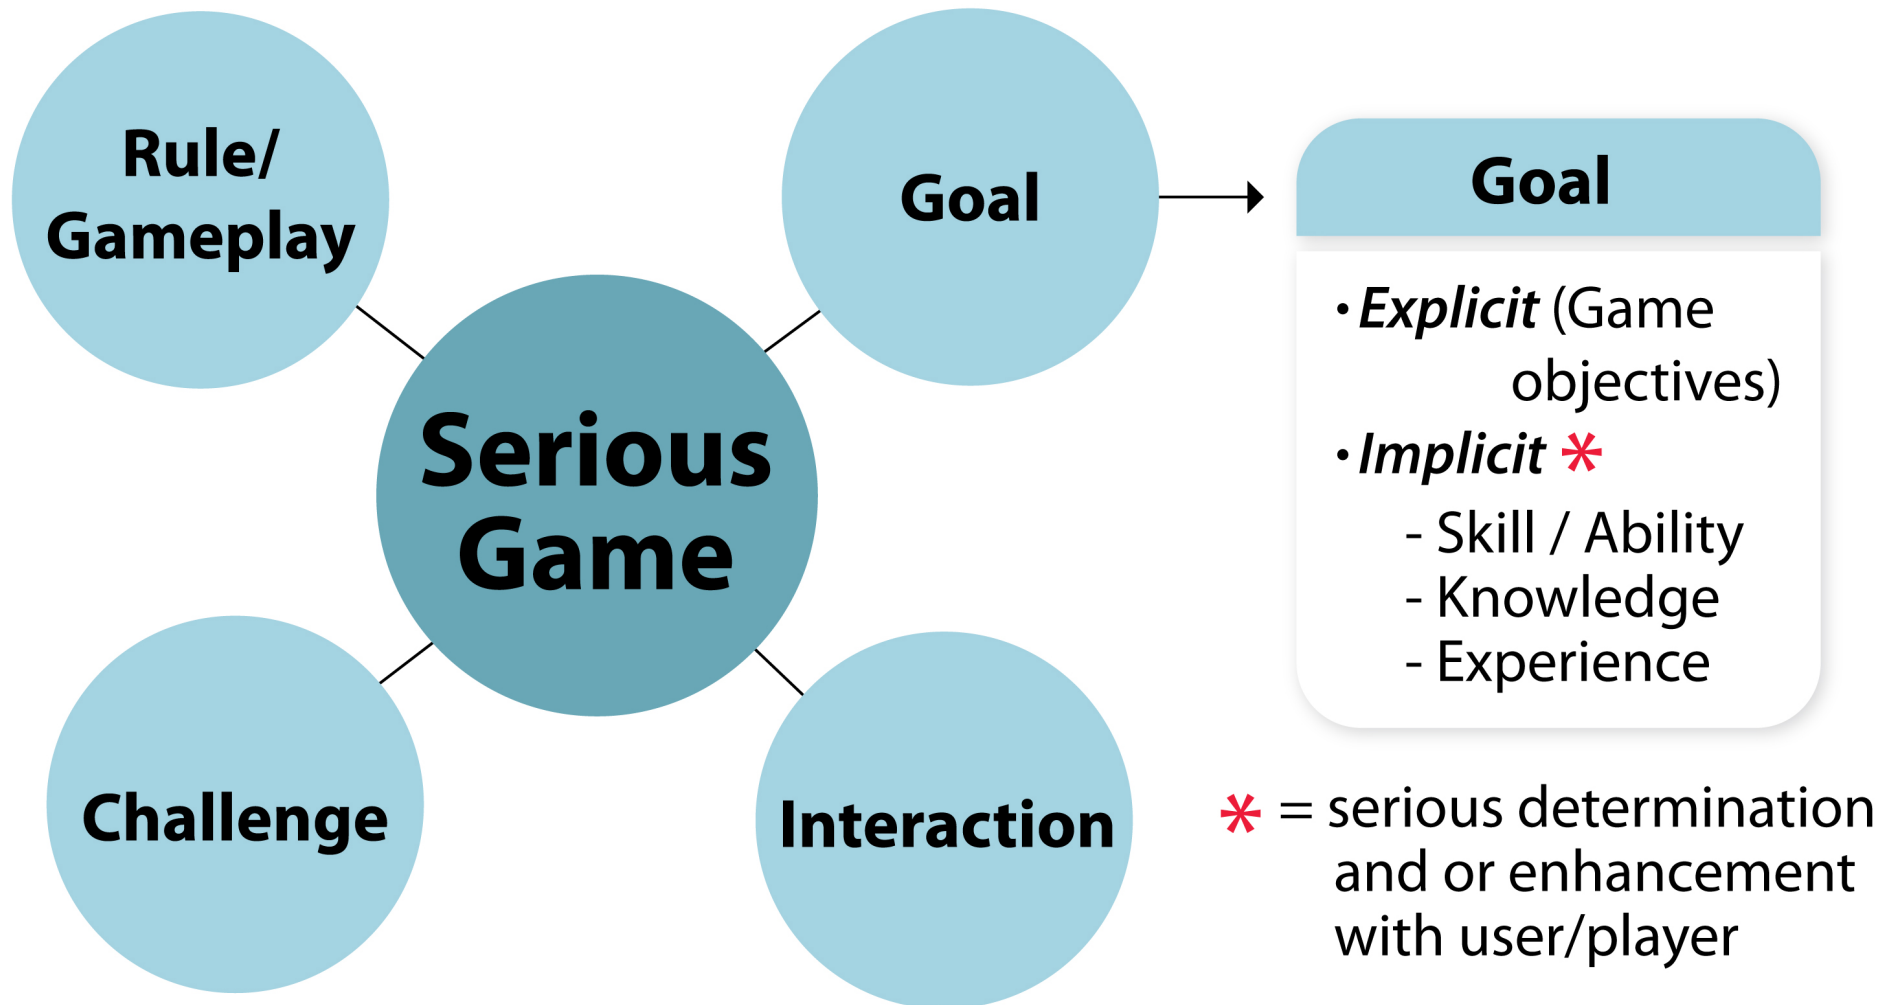 Rule/
Gameplay
Goal
Serious
Game
Challenge
Interaction
Goal
• Explicit (Game
objectives)
• Implicit *
- Skill / Ability
- Knowledge
- Experience
* = serious determination
and or enhancement
with user/player